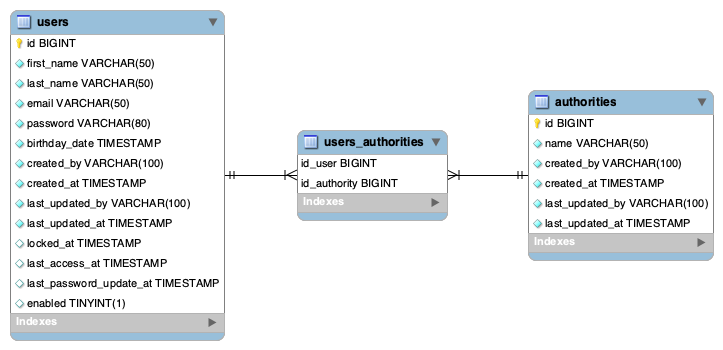 users
id BIGINT
first_name VARCHAR(50)
last_name VARCHAR(50)
email VARCHAR(50)
password VARCHAR(80)
birthday_date TIMESTAMP
created_by VARCHAR(100)
created_at TIMESTAMP
last_updated_by VARCHAR(100)
last_updated_at TIMESTAMP
locked_at TIMESTAMP
last_access_at TIMESTAMP
last_password_update_at TIMESTAMP
enabled TINYINT(1)
Indexes
users_authorities
id_user BIGINT
id_authority BIGINT
Indexes
authorities
id BIGINT
name VARCHAR(50)
created_by VARCHAR(100)
created_at TIMESTAMP
last_updated_by VARCHAR(100)
last_updated_at TIMESTAMP
Indexes